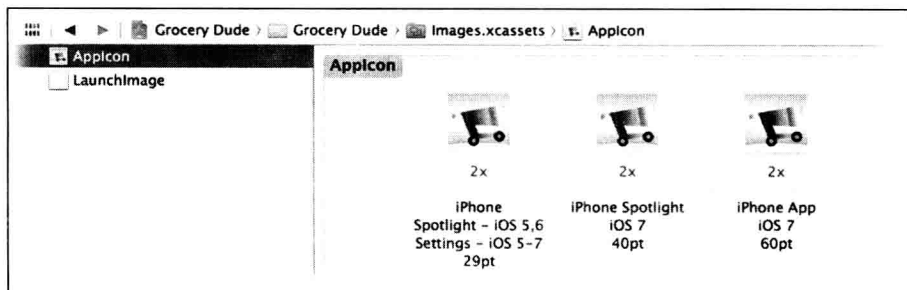 Grocery Dude › Grocery Dude › Images.xcassets › AppIcon
AppIcon
LaunchImage
AppIcon
2x
2x
2x
iPhone
Spotlight – iOS 5,6
Settings – iOS 5–7
29pt
iPhone Spotlight
iOS 7
40pt
iPhone App
iOS 7
60pt